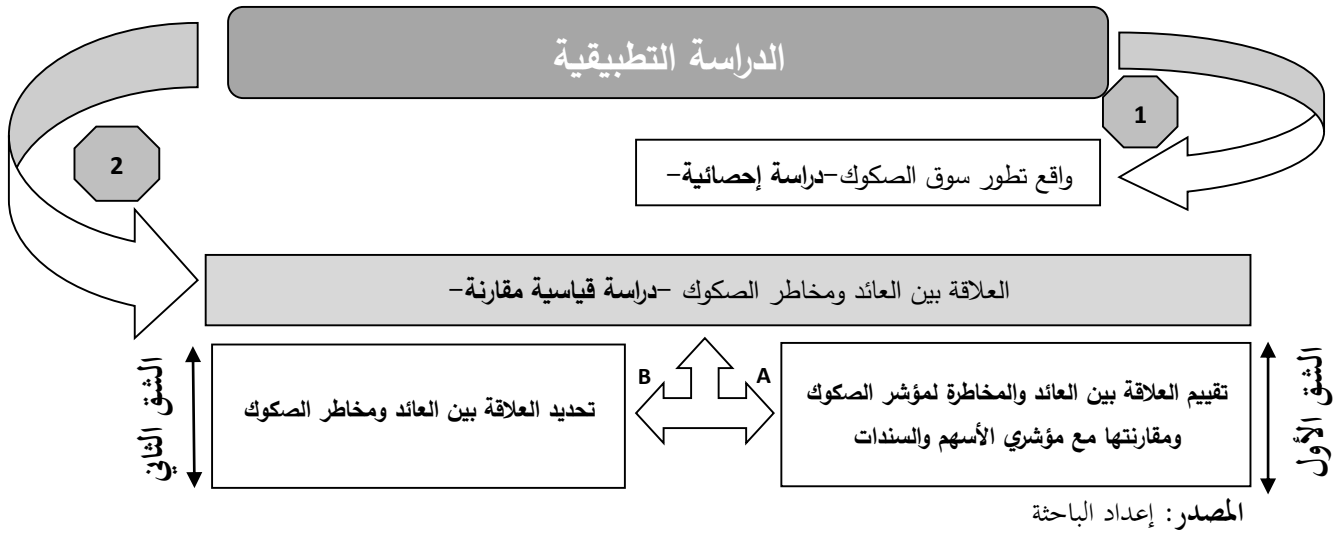 الدراسة التطبيقية
1
واقع تطور سوق الصكوك-دراسة إحصائية-
2
العلاقة بين العائد ومخاطر الصكوك -دراسة قياسية مقارنة-
الشق الأول
تقييم العلاقة بين العائد والمخاطرة لمؤشر الصكوك
ومقارنتها مع مؤشري الأسهم والسندات
A
B
تحديد العلاقة بين العائد ومخاطر الصكوك
الشق الثاني
المصدر: إعداد الباحثة